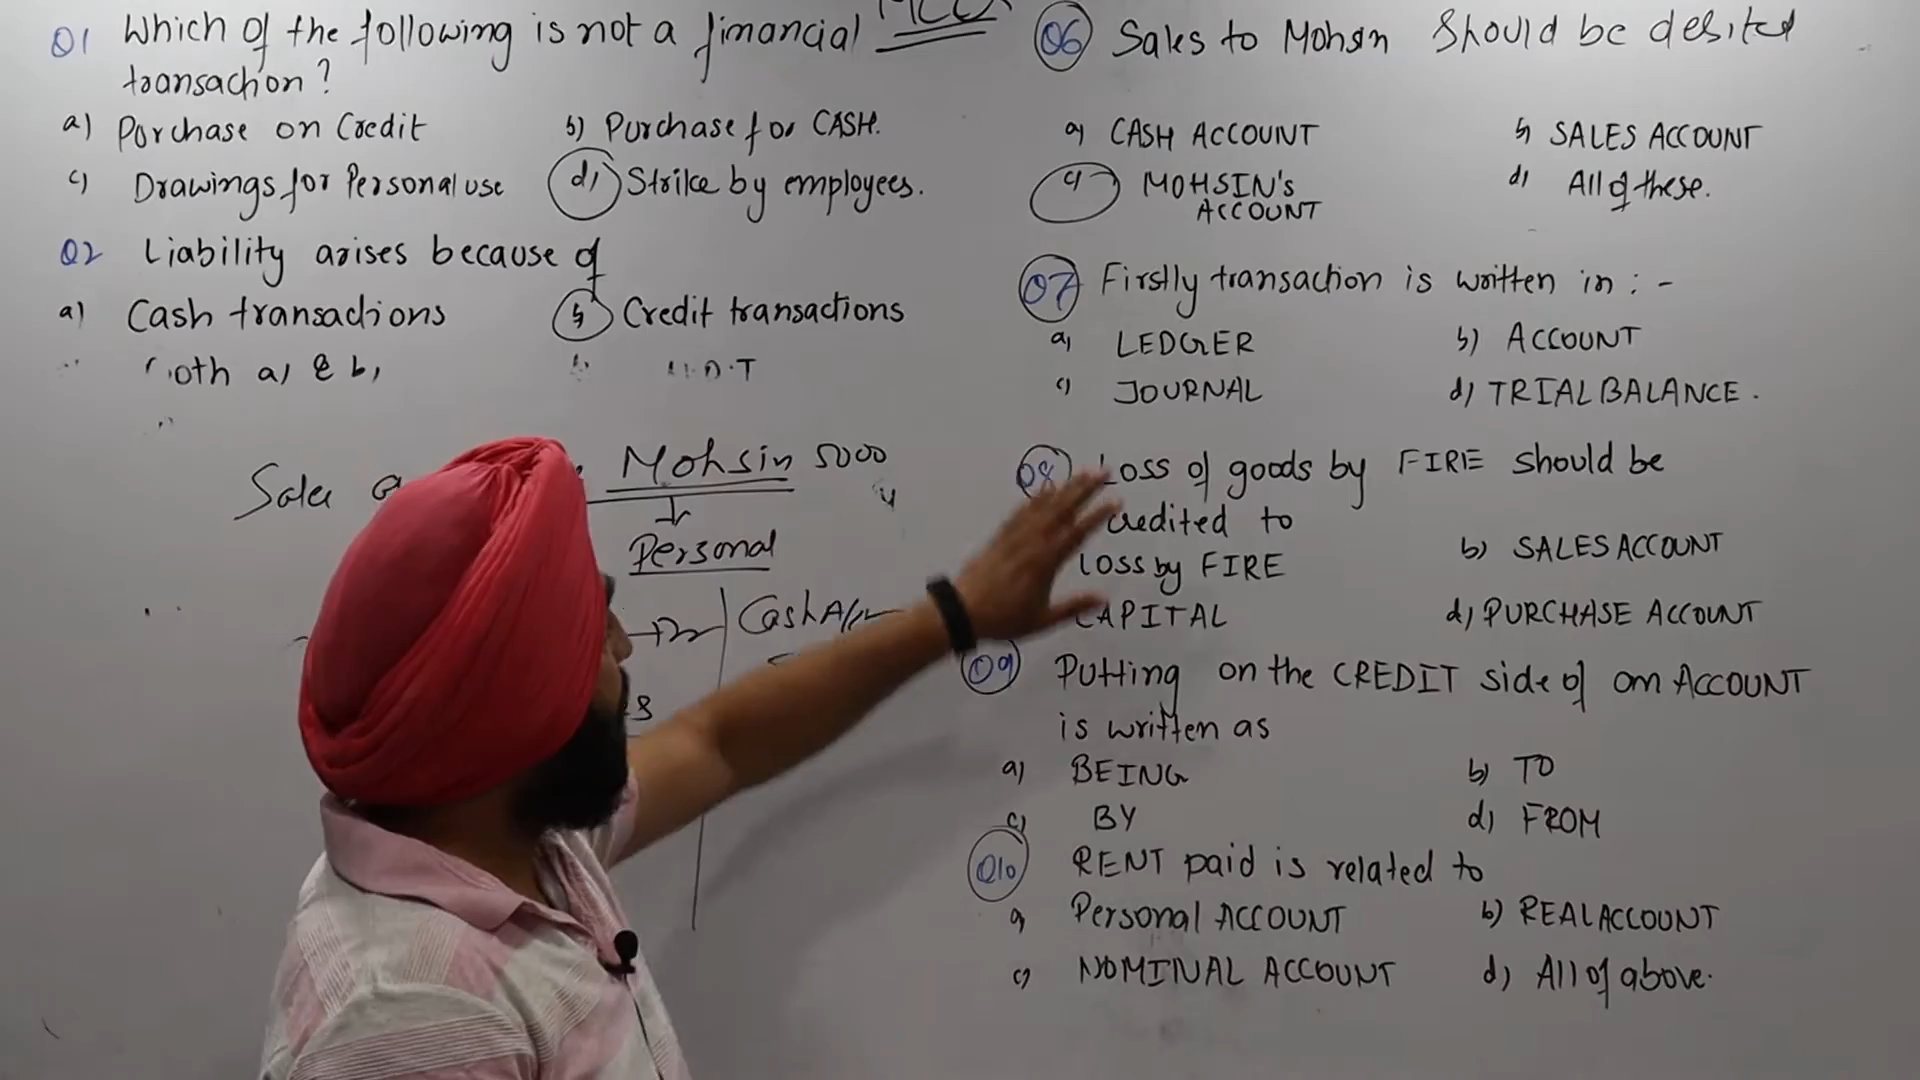 MCQ
Q1 Which of the following is not a financial
transaction?
a) Purchase on Credit b) Purchase for CASH.
c) Drawings for Personal use d) Strike by employees.
Q2 Liability arises because of
a) Cash transactions b) Credit transactions
oth a) & b)
Sales Mohsin 5000
Personal
Dr Cash A/c
Q6 Sales to Mohsin Should be desited
a) CASH ACCOUNT b) SALES ACCOUNT
c) MOHSIN's d) All of these.
ACCOUNT
Q7 Firstly transaction is written in :-
a) LEDGER b) ACCOUNT
c) JOURNAL d) TRIAL BALANCE.
Q8 Loss of goods by FIRE should be
credited to
Loss by FIRE b) SALES ACCOUNT
CAPITAL d) PURCHASE ACCOUNT
Q9 Putting on the CREDIT side of an ACCOUNT
is written as
a) BEING b) TO
c) BY d) FROM
Q10 RENT paid is related to
a) Personal ACCOUNT b) REAL ACCOUNT
c) NOMINAL ACCOUNT d) All of above.